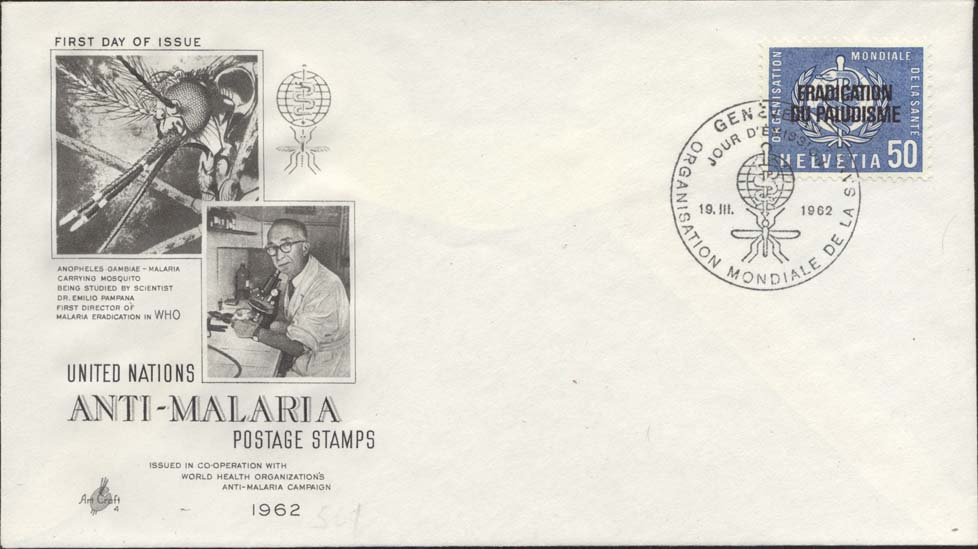 FIRST DAY OF ISSUE
ANOPHELES GAMBIAE – MALARIA
CARRYING MOSQUITO
BEING STUDIED BY SCIENTIST
DR. EMILIO PAMPANA
FIRST DIRECTOR OF
MALARIA ERADICATION IN WHO
UNITED NATIONS
ANTI-MALARIA
POSTAGE STAMPS
ISSUED IN CO-OPERATION WITH
WORLD HEALTH ORGANIZATION'S
ANTI-MALARIA CAMPAIGN
1962
Art Craft
4
ORGANISATION
MONDIALE
DE LA SANTÉ
ERADICATION
DU PALUDISME
HELVETIA 50
GENÈVE
JOUR D'ÉMISSION
19. III. 1962
ORGANISATION MONDIALE DE LA S